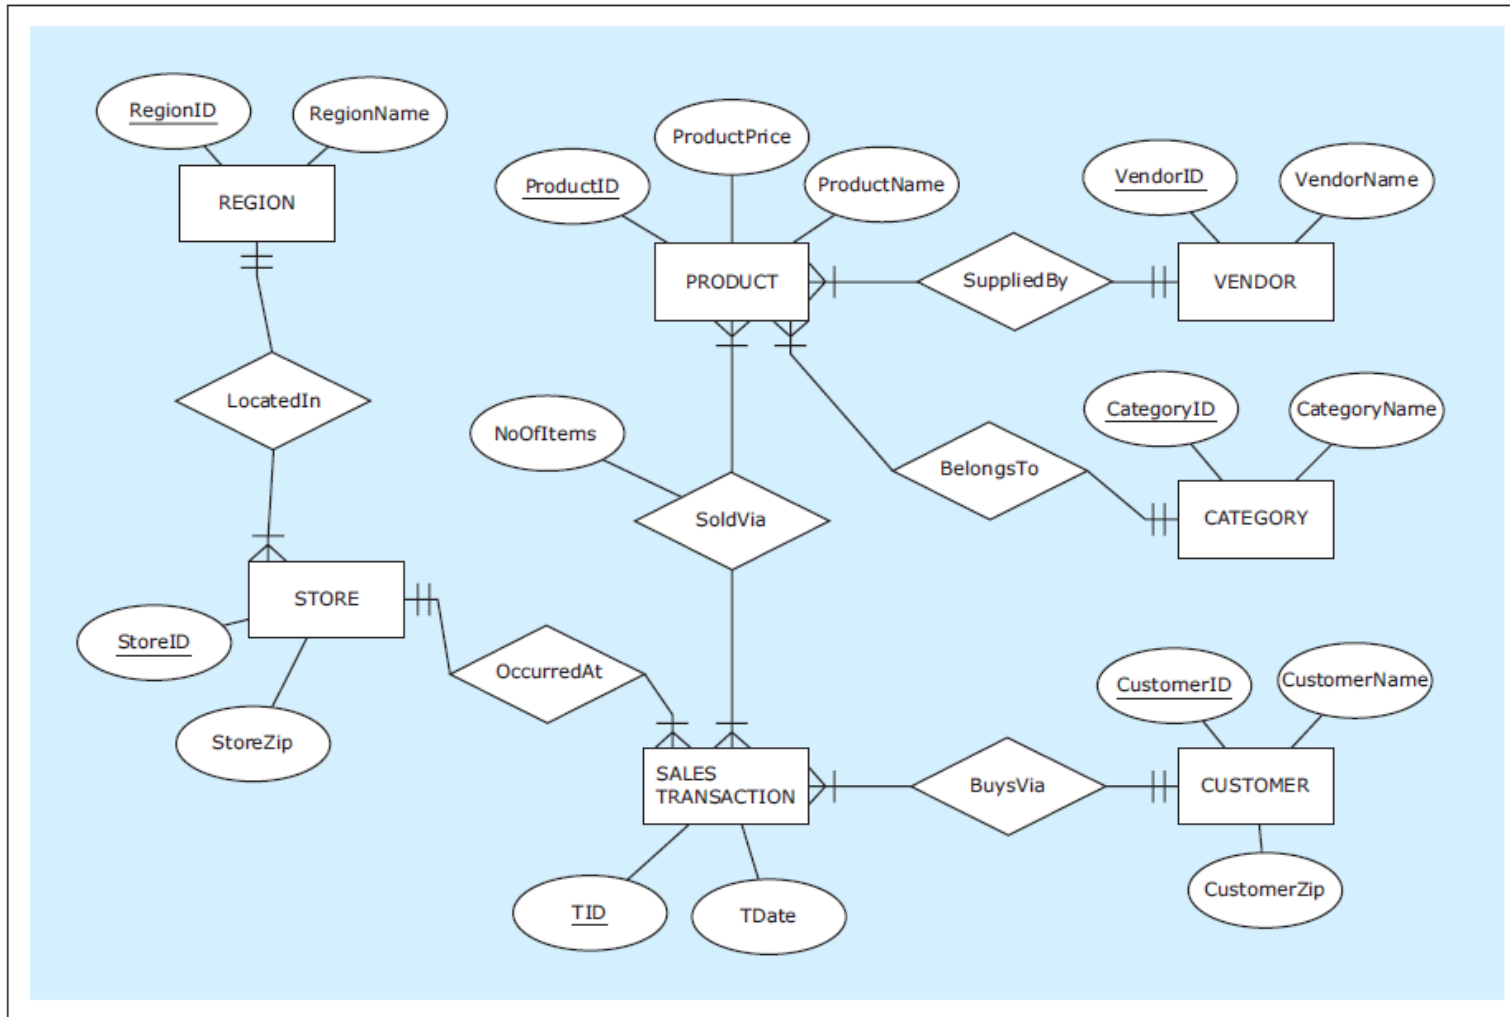 RegionID
RegionName
REGION
ProductPrice
ProductID
ProductName
PRODUCT
SuppliedBy
VendorID
VendorName
VENDOR
LocatedIn
NoOfItems
SoldVia
BelongsTo
CategoryID
CategoryName
CATEGORY
STORE
StoreID
StoreZip
OccurredAt
SALES
TRANSACTION
TID
TDate
BuysVia
CustomerID
CustomerName
CUSTOMER
CustomerZip